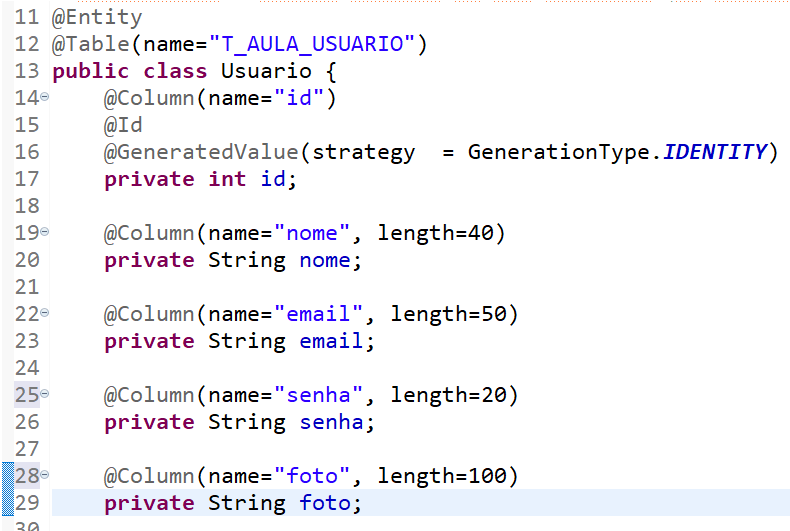 11 @Entity
12 @Table(name="T_AULA_USUARIO")
13 public class Usuario {
14 @Column(name="id")
15 @Id
16 @GeneratedValue(strategy  = GenerationType.IDENTITY)
17 private int id;
18
19 @Column(name="nome", length=40)
20 private String nome;
21
22 @Column(name="email", length=50)
23 private String email;
24
25 @Column(name="senha", length=20)
26 private String senha;
27
28 @Column(name="foto", length=100)
29 private String foto;
30